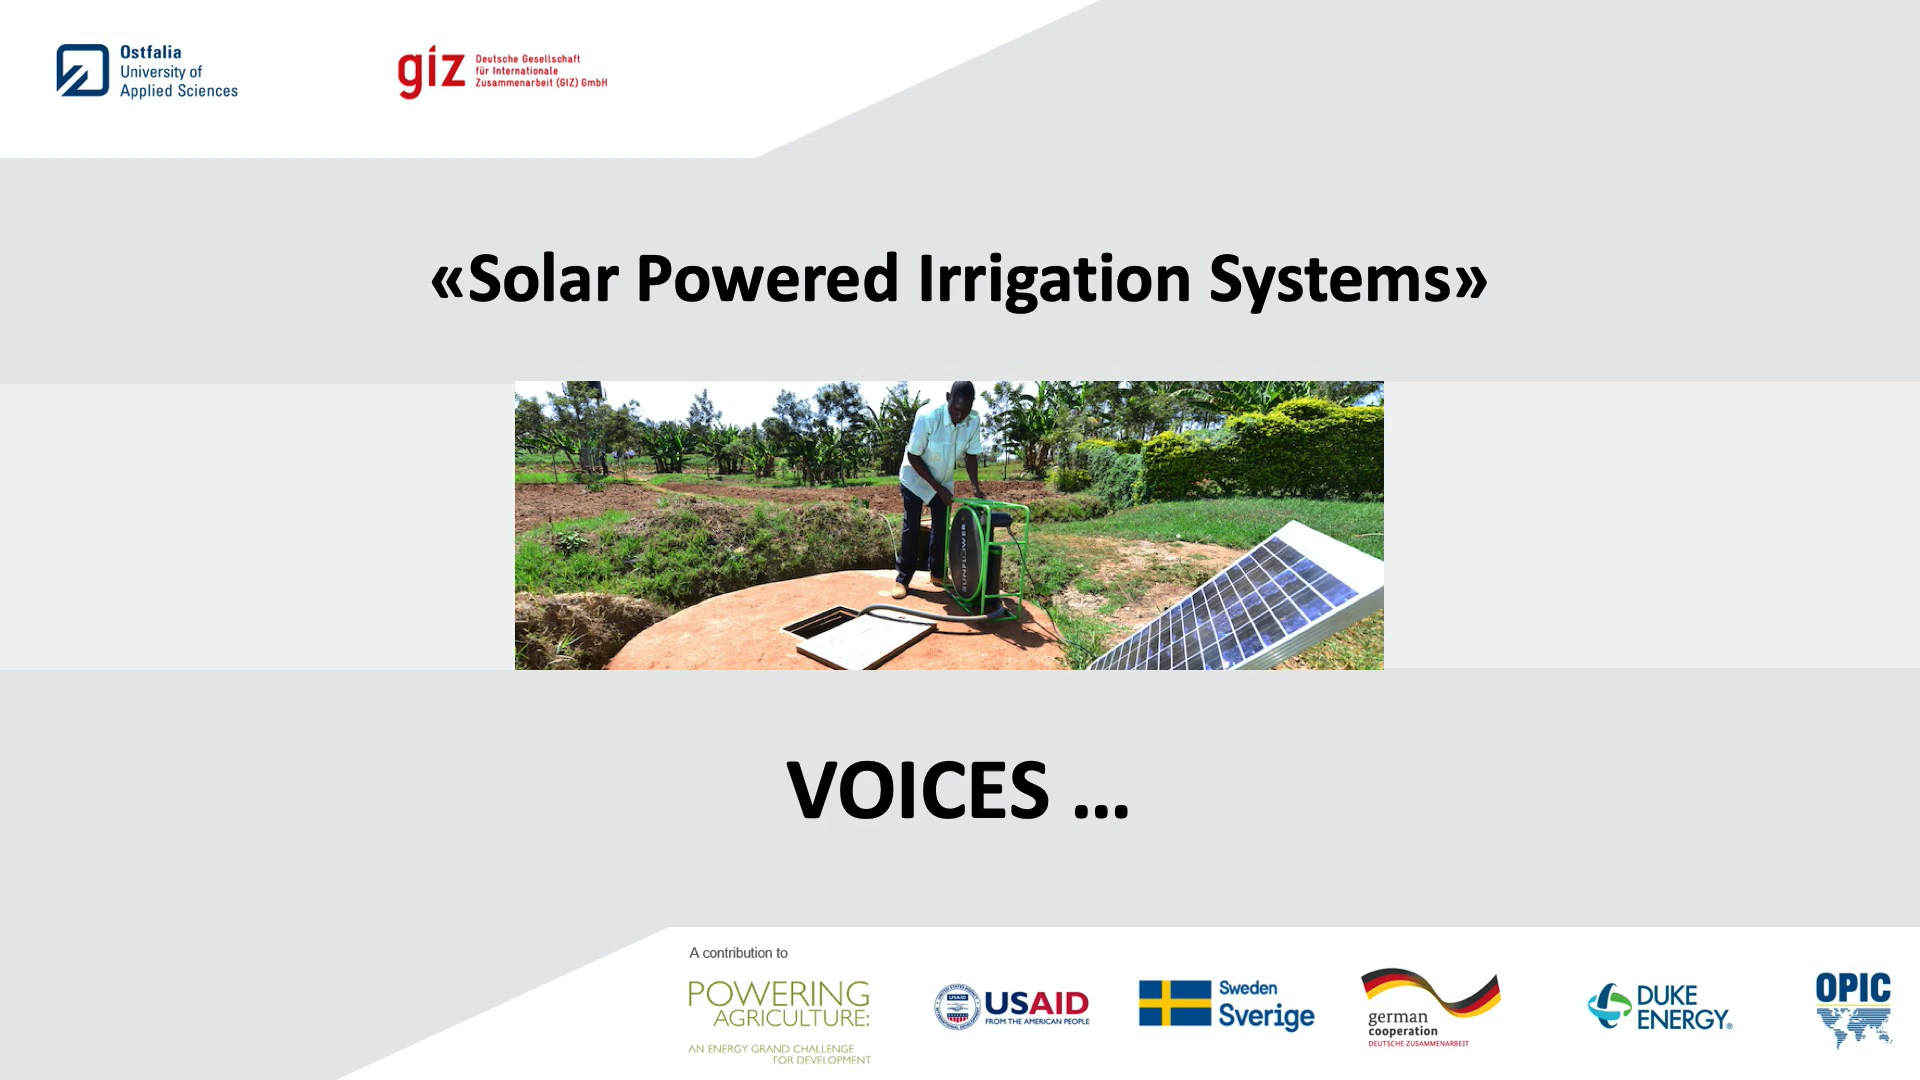 Ostfalia
University of
Applied Sciences
giz
Deutsche Gesellschaft
für Internationale
Zusammenarbeit (GIZ) GmbH
«Solar Powered Irrigation Systems»
SUNFLOWER
VOICES ...
A contribution to
POWERING
AGRICULTURE:
AN ENERGY GRAND CHALLENGE
FOR DEVELOPMENT
USAID
USAID
FROM THE AMERICAN PEOPLE
Sweden
Sverige
german
cooperation
DEUTSCHE ZUSAMMENARBEIT
DUKE
ENERGY®
OPIC